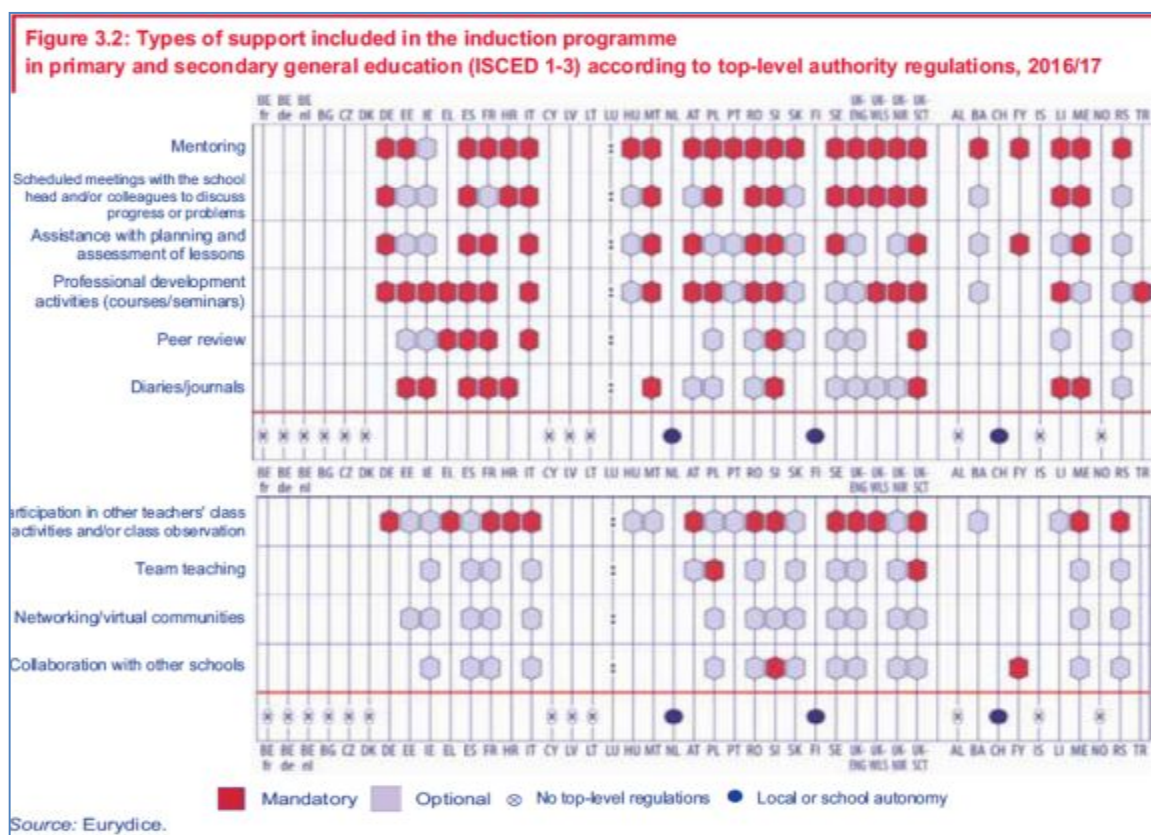 Figure 3.2: Types of support included in the induction programme
in primary and secondary general education (ISCED 1-3) according to top-level authority regulations, 2016/17
BE BE BE UK- UK- UK- UK-
fr de nl BG CZ DK DE EE IE EL ES FR HR IT CY LV LT LU HU MT NL AT PL PT RO SI SK FI SE ENG WLS NIR SCT AL BA CH FY IS LI ME NO RS TR
Mentoring
Scheduled meetings with the school
head and/or colleagues to discuss
progress or problems
Assistance with planning and
assessment of lessons
Professional development
activities (courses/seminars)
Peer review
Diaries/journals
BE BE BE BG CZ DK DE EE IE EL ES FR HR IT CY LV LT LU HU MT NL AT PL PT RO SI SK FI SE UK- UK- UK- UK- AL BA CH FY IS LI ME NO RS TR
fr de nl ENG WLS NIR SCT
articipation in other teachers' class
activities and/or class observation
Team teaching
Networking/virtual communities
Collaboration with other schools
BE BE BE BG CZ DK DE EE IE EL ES FR HR IT CY LV LT LU HU MT NL AT PL PT RO SI SK FI SE UK- UK- UK- UK- AL BA CH FY IS LI ME NO RS TR
fr de nl ENG WLS NIR SCT
Mandatory Optional No top-level regulations Local or school autonomy
Source: Eurydice.